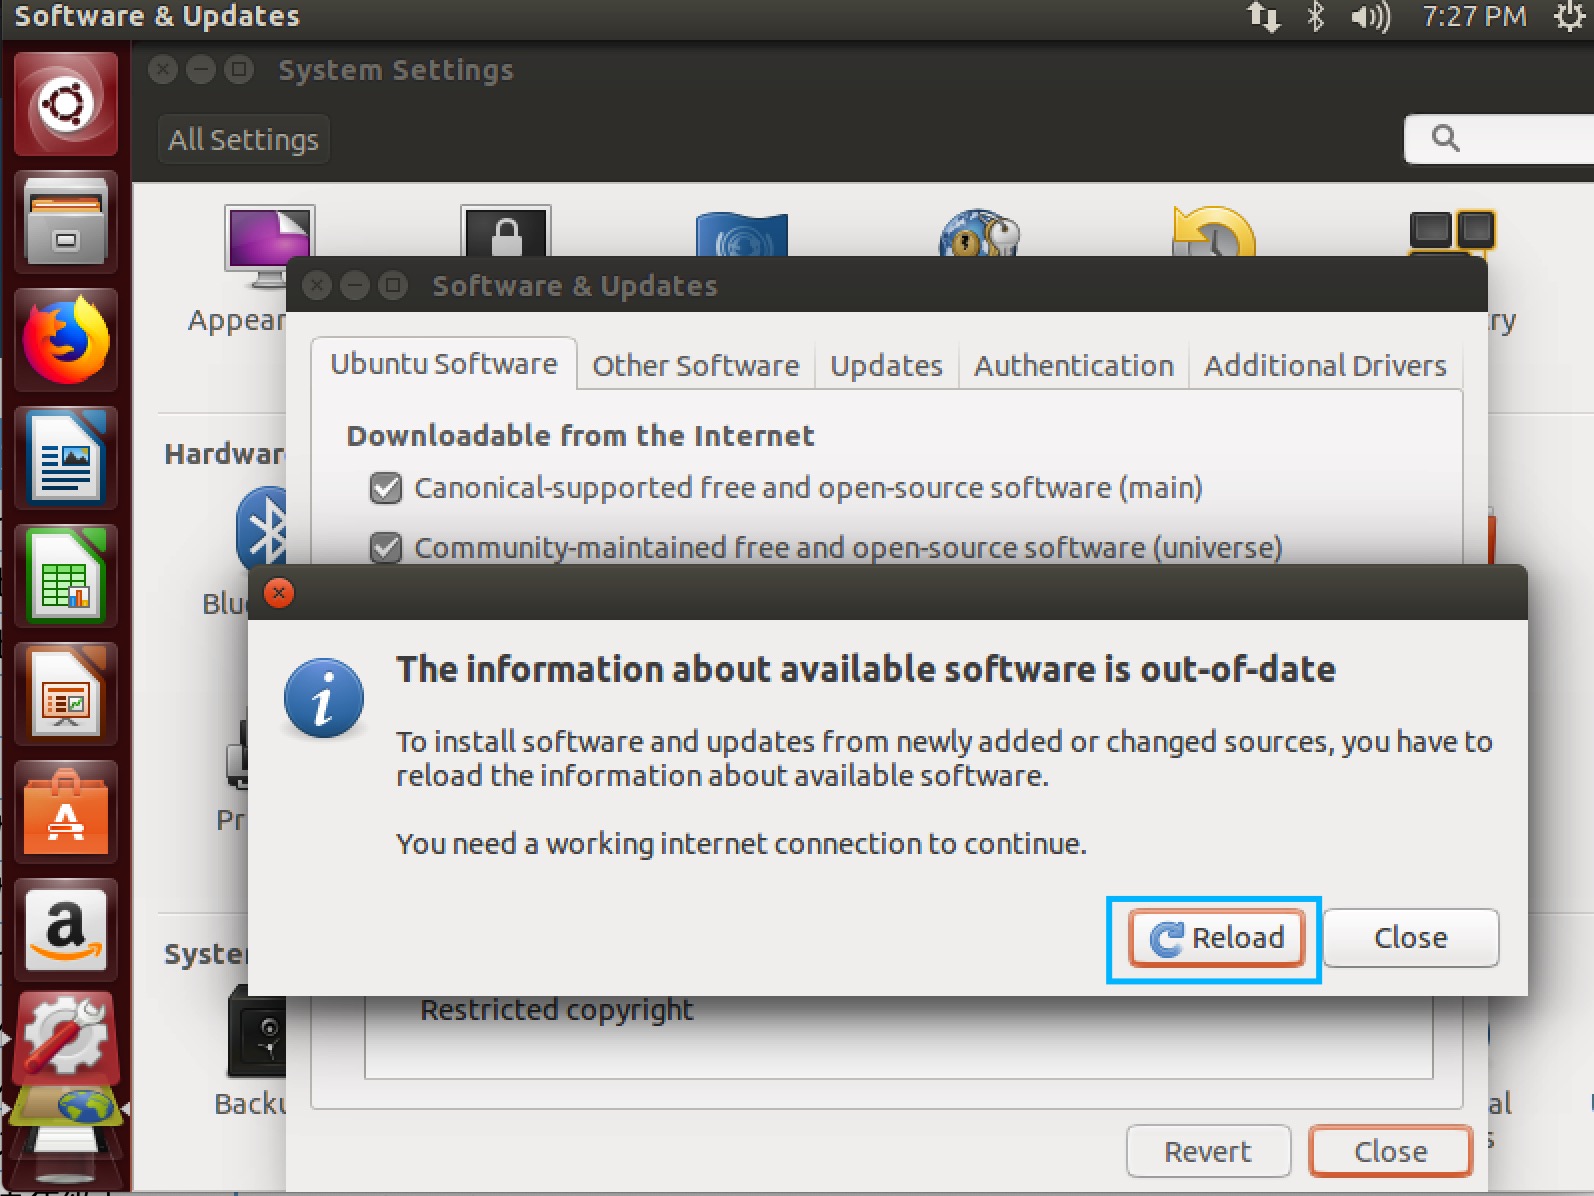 Software & Updates
7:27 PM
System Settings
All Settings
Appear
ry
Software & Updates
Ubuntu Software
Other Software
Updates
Authentication
Additional Drivers
Downloadable from the Internet
Canonical-supported free and open-source software (main)
Community-maintained free and open-source software (universe)
Hardwar
Blu
The information about available software is out-of-date
To install software and updates from newly added or changed sources, you have to
reload the information about available software.
You need a working internet connection to continue.
Pr
Reload
Close
System
Restricted copyright
Backu
al
s
Revert
Close